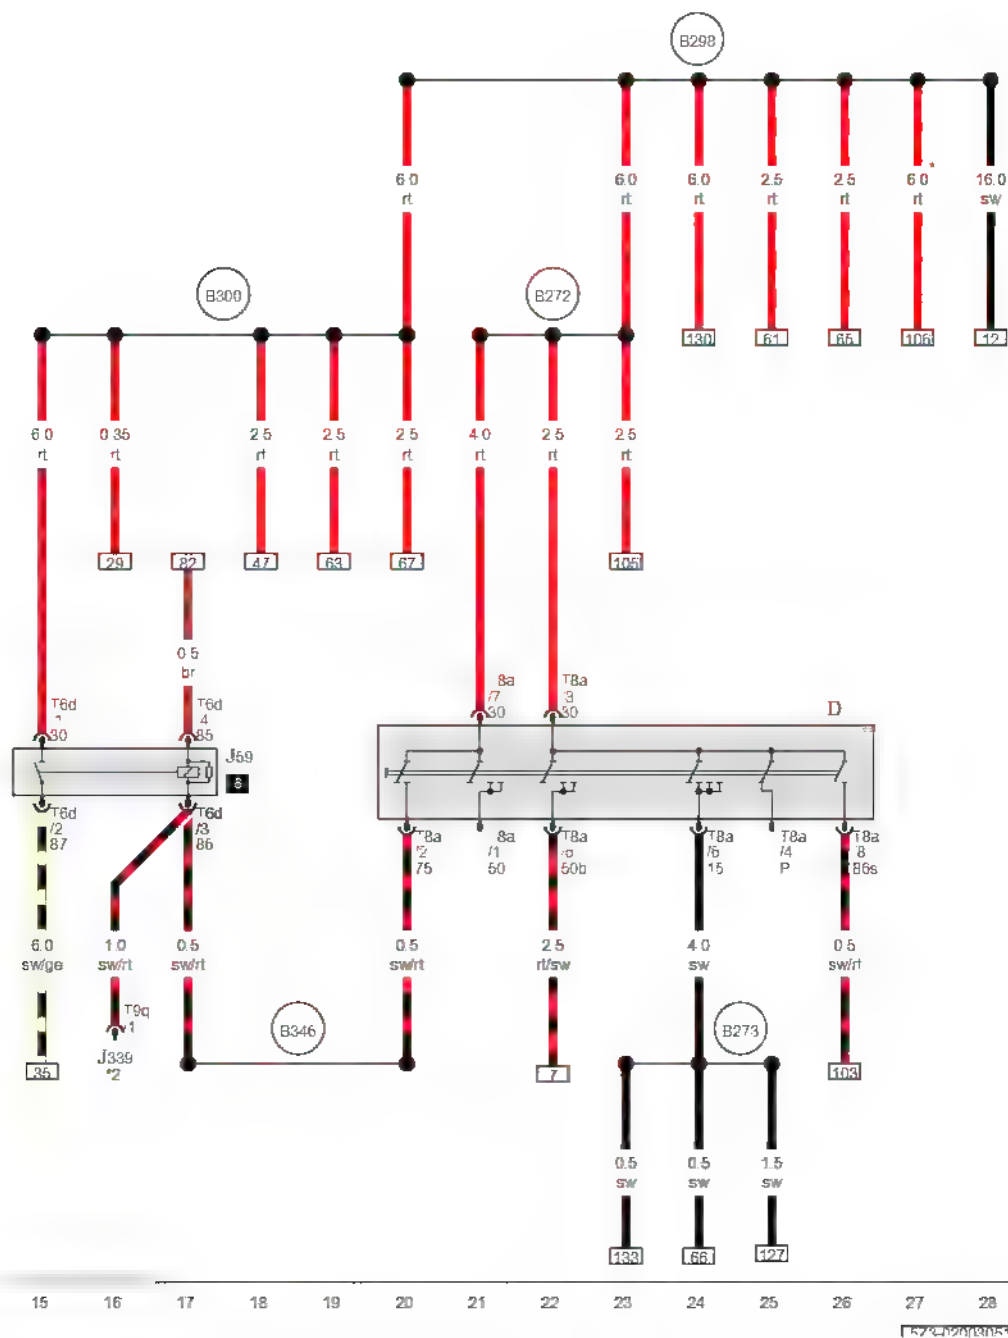 B298
6.0 6.0 6.0 2.5 2.5 6.0 * 16.0
rt rt rt rt rt rt sw
B300 B272
130 61 65 106 12
6.0 0.35 2.5 2.5 2.5 4.0 2.5 2.5
rt rt rt rt rt rt rt rt
29 82 47 63 67 105
0.5
br
T6d T6d 8a T8a
4 /7 3 D
30 85 30 30
J59
6
T6d T6d T8a 8a T8a T8a T8a T8a
/2 /3 /1 /4 8
87 86 75 50 50b 15 P 86s
6.0 1.0 0.5 0.5 2.5 4.0 0.5
sw/ge sw/rt sw/rt sw/rt rt/sw sw sw/rt
T9q
B346 B273
J339
35 *2 7 103
0.5 0.5 1.5
sw sw sw
133 66 127
15 16 17 18 19 20 21 22 23 24 25 26 27 28